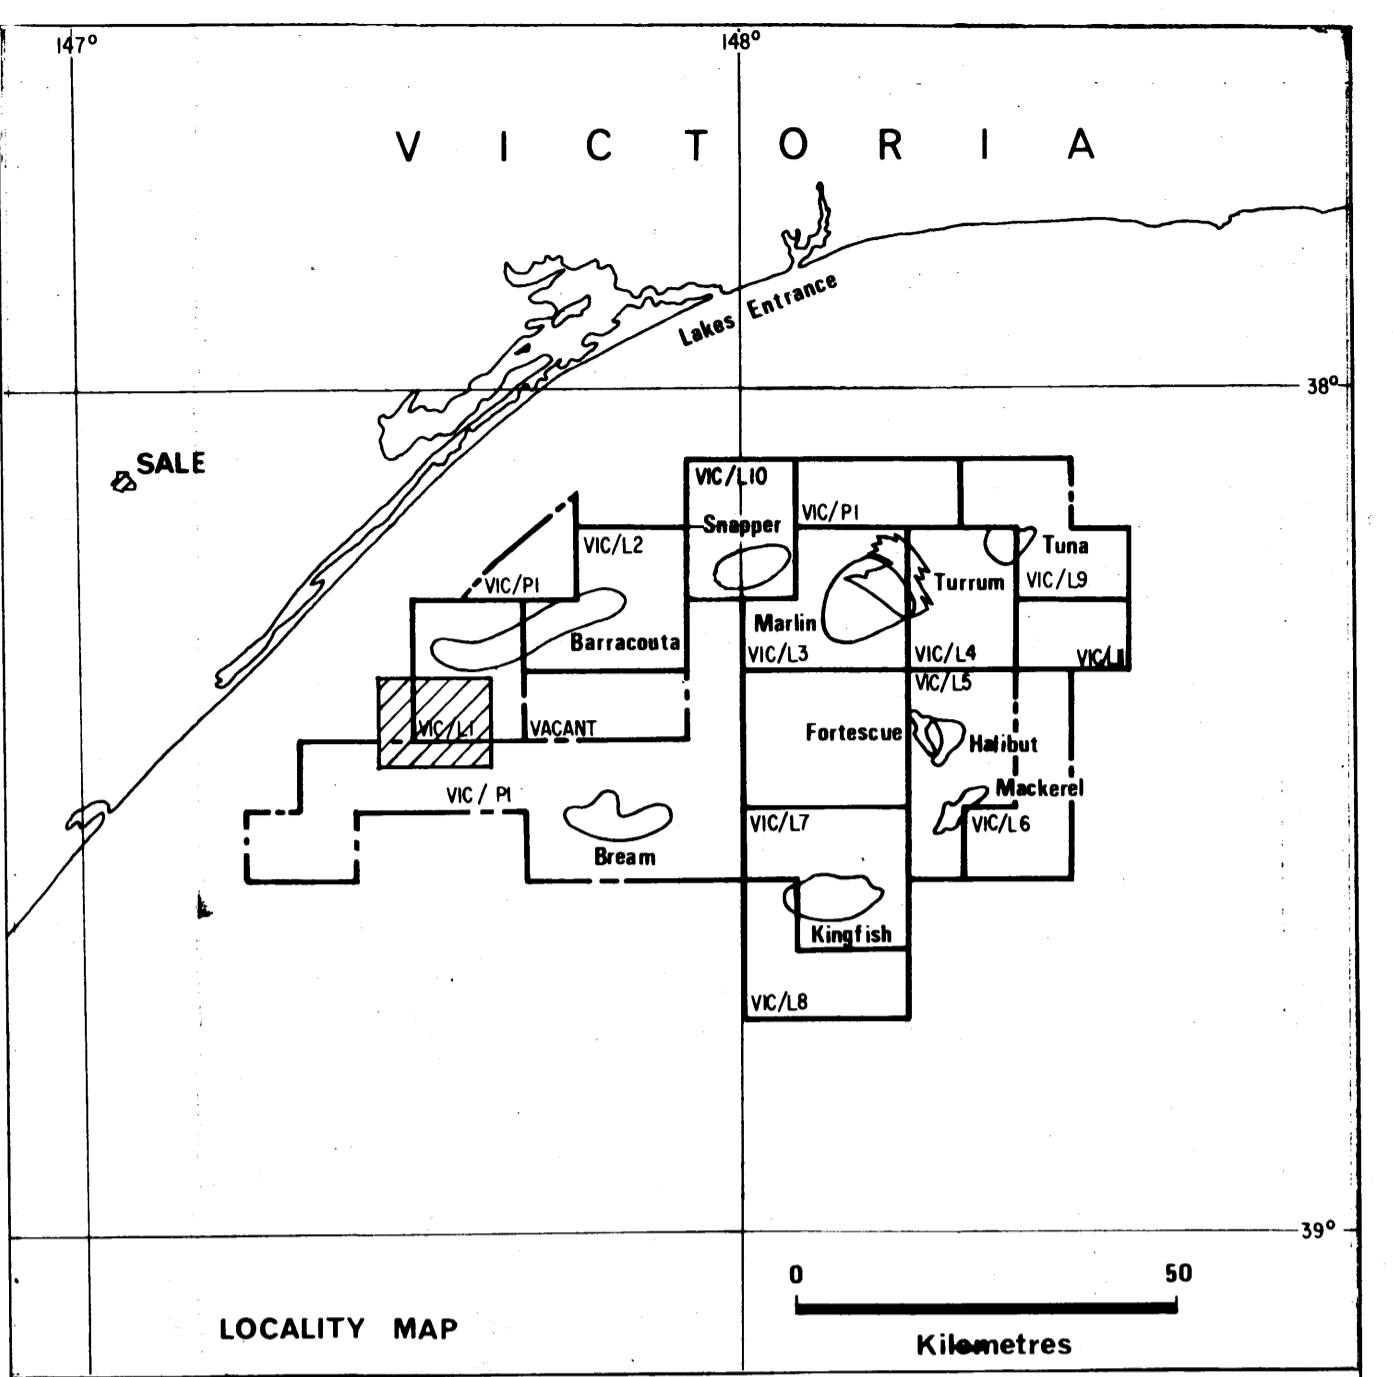 147° 148°
V I C T O R I A
Lakes Entrance
38°
SALE
VIC/L10
VIC/P1
Snapper
VIC/L2
Tuna
VIC/P1
Turrum
VIC/L9
Marlin
Barracouta
VIC/L3
VIC/L4
VIC/L11
VIC/L5
VIC/L1
VACANT
Fortescue
Halibut
VIC / P1
Mackerel
VIC/L7
VIC/L6
Bream
Kingfish
VIC/L8
39°
0 50
LOCALITY MAP
Kilometres